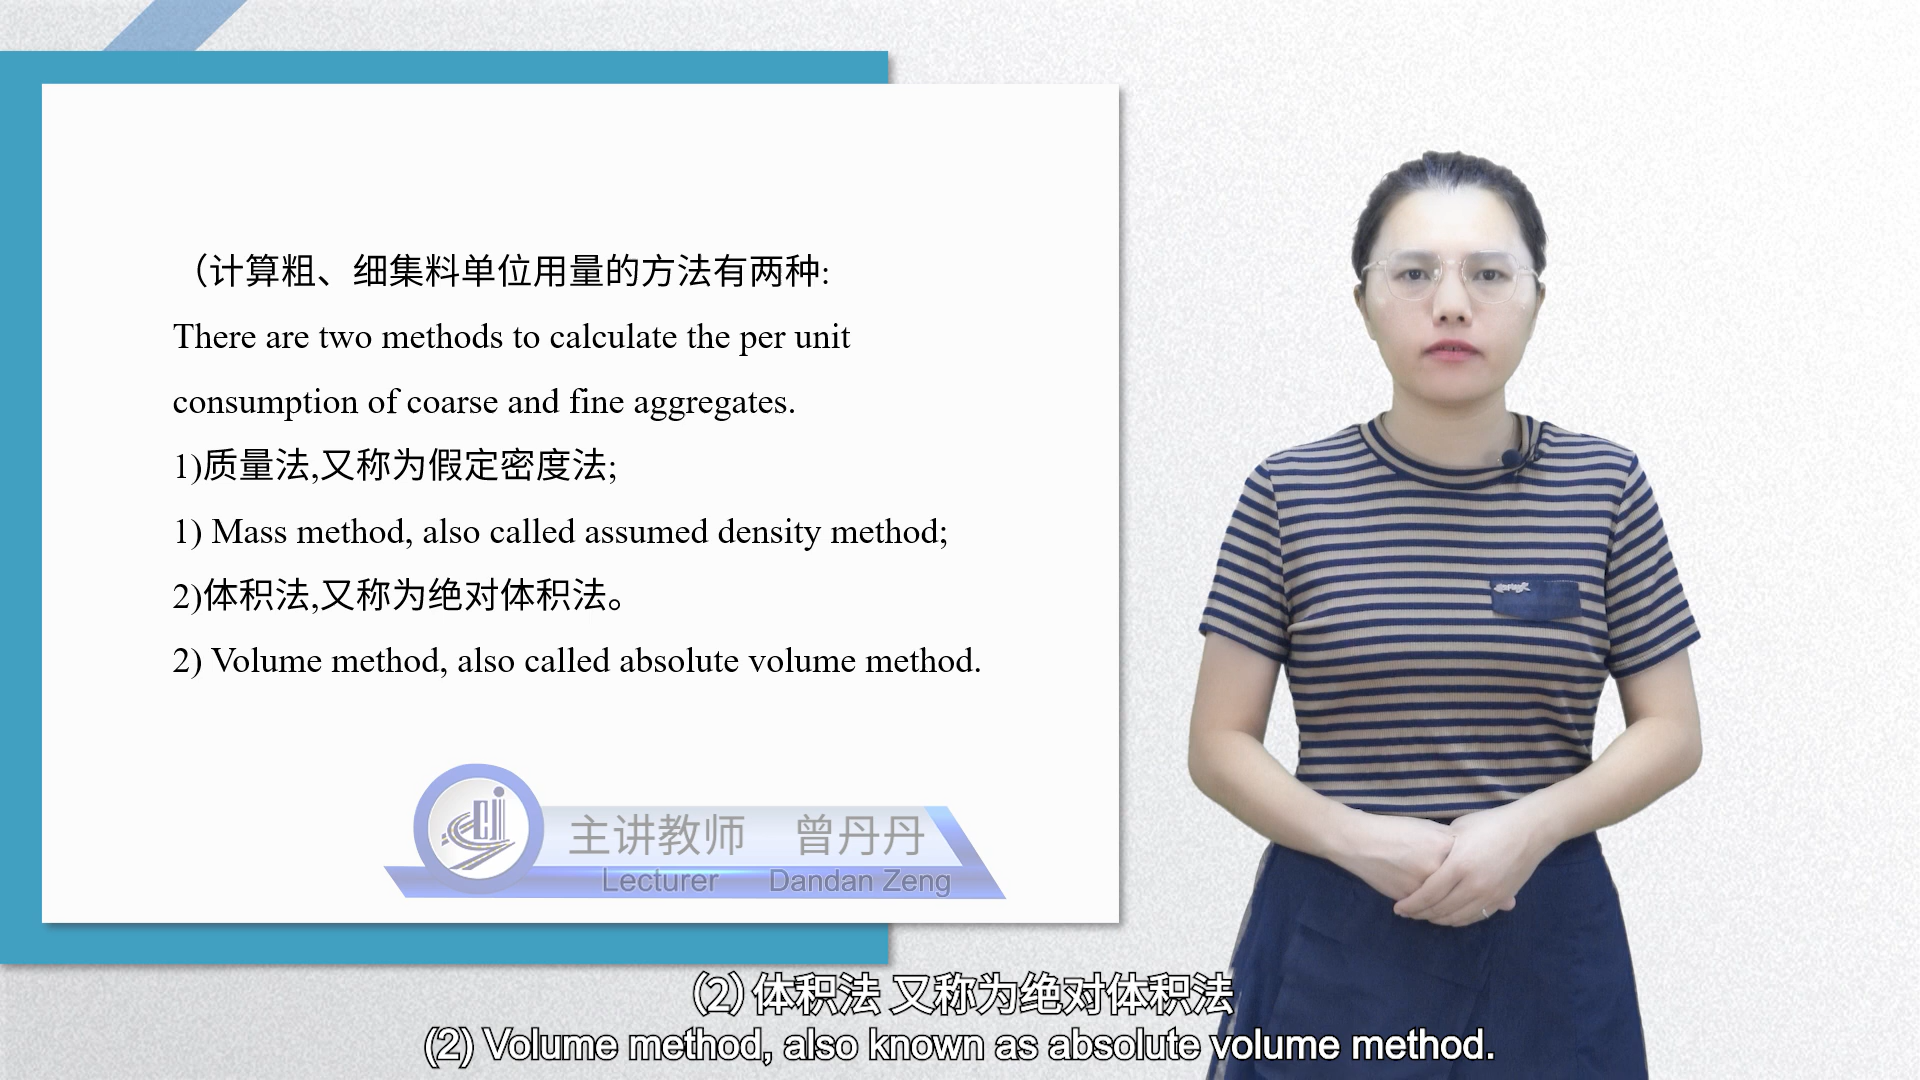 （计算粗、细集料单位用量的方法有两种:
There are two methods to calculate the per unit
consumption of coarse and fine aggregates.
1)质量法,又称为假定密度法;
1) Mass method, also called assumed density method;
2)体积法,又称为绝对体积法。
2) Volume method, also called absolute volume method.
主讲教师 曾丹丹
Lecturer Dandan Zeng
(2) 体积法 又称为绝对体积法
(2) Volume method, also known as absolute volume method.